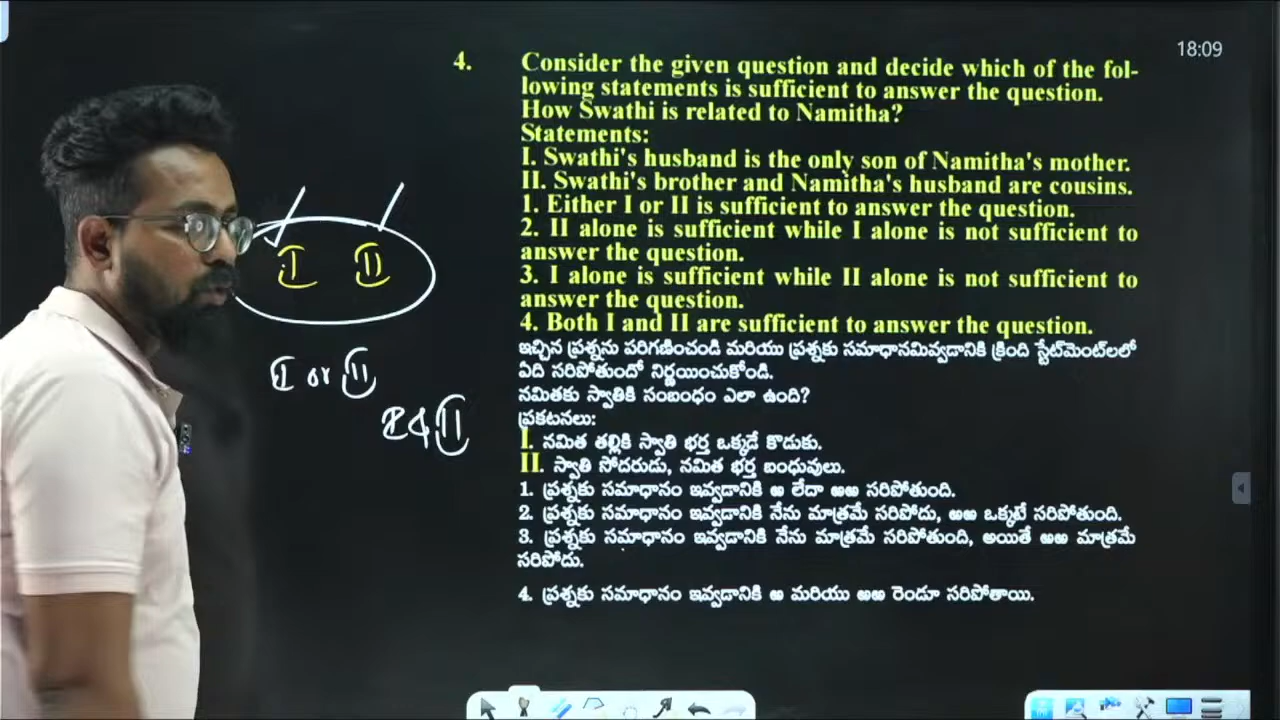 18:09
4. Consider the given question and decide which of the fol-
lowing statements is sufficient to answer the question.
How Swathi is related to Namitha?
Statements:
I. Swathi's husband is the only son of Namitha's mother.
II. Swathi's brother and Namitha's husband are cousins.
1. Either I or II is sufficient to answer the question.
2. II alone is sufficient while I alone is not sufficient to
answer the question.
3. I alone is sufficient while II alone is not sufficient to
answer the question.
4. Both I and II are sufficient to answer the question.
ఇచ్చిన ప్రశ్నను పరిగణించండి మరియు ప్రశ్నకు సమాధానమివ్వడానికి క్రింది స్టేట్‌మెంట్‌లలో
ఏది సరిపోతుందో నిర్ణయించుకోండి.
నమితకు స్వాతికి సంబంధం ఎలా ఉంది?
ప్రకటనలు:
I. నమిత తల్లికి స్వాతి భర్త ఒక్కడే కొడుకు.
II. స్వాతి సోదరుడు, నమిత భర్త బంధువులు.
1. ప్రశ్నకు సమాధానం ఇవ్వడానికి ఱ లేదా ఱఱ సరిపోతుంది.
2. ప్రశ్నకు సమాధానం ఇవ్వడానికి నేను మాత్రమే సరిపోదు, ఱఱ ఒక్కటే సరిపోతుంది.
3. ప్రశ్నకు సమాధానం ఇవ్వడానికి నేను మాత్రమే సరిపోతుంది, అయితే ఱఱ మాత్రమే
సరిపోదు.
4. ప్రశ్నకు సమాధానం ఇవ్వడానికి ఱ మరియు ఱఱ రెండూ సరిపోతాయి.
I II
I or II
I & II